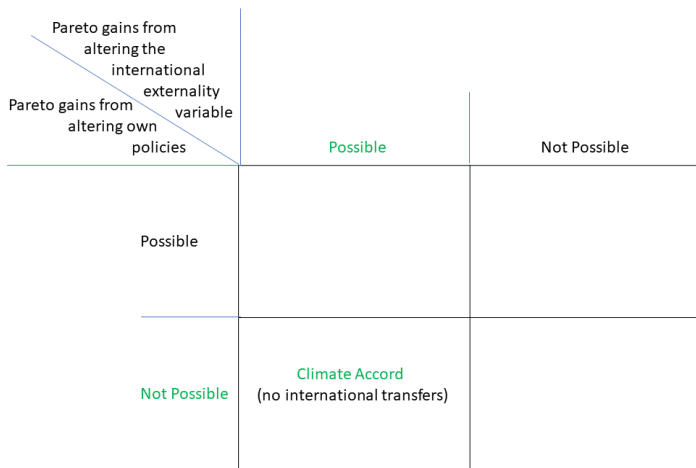 Pareto gains from
altering the
international
externality
variable
Pareto gains from
altering own
policies
Possible
Not Possible
Possible
Not Possible
Climate Accord
(no international transfers)